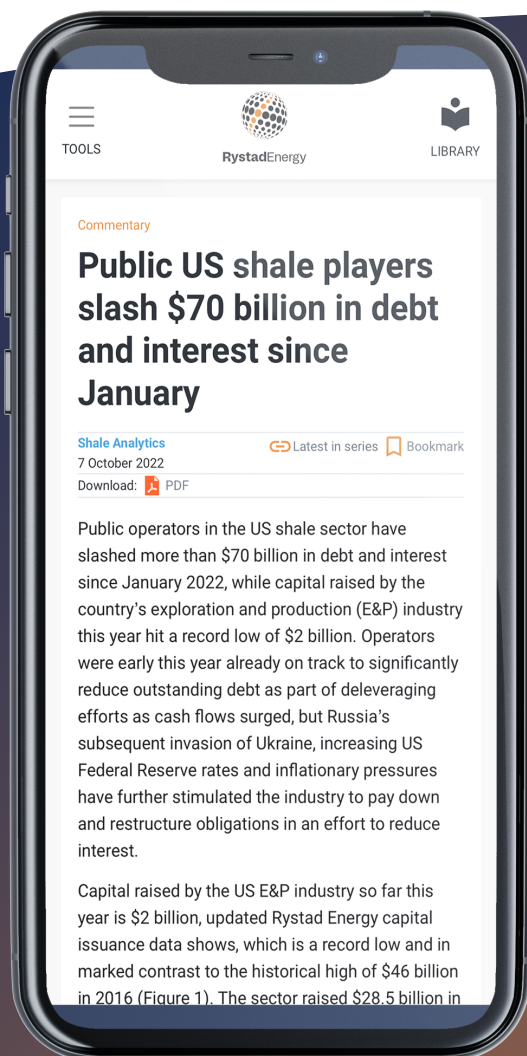 TOOLS
RystadEnergy
LIBRARY
Commentary
Public US shale players
slash $70 billion in debt
and interest since
January
Shale Analytics
Latest in series
Bookmark
7 October 2022
Download: PDF
Public operators in the US shale sector have
slashed more than $70 billion in debt and interest
since January 2022, while capital raised by the
country’s exploration and production (E&P) industry
this year hit a record low of $2 billion. Operators
were early this year already on track to significantly
reduce outstanding debt as part of deleveraging
efforts as cash flows surged, but Russia’s
subsequent invasion of Ukraine, increasing US
Federal Reserve rates and inflationary pressures
have further stimulated the industry to pay down
and restructure obligations in an effort to reduce
interest.
Capital raised by the US E&P industry so far this
year is $2 billion, updated Rystad Energy capital
issuance data shows, which is a record low and in
marked contrast to the historical high of $46 billion
in 2016 (Figure 1). The sector raised $28.5 billion in